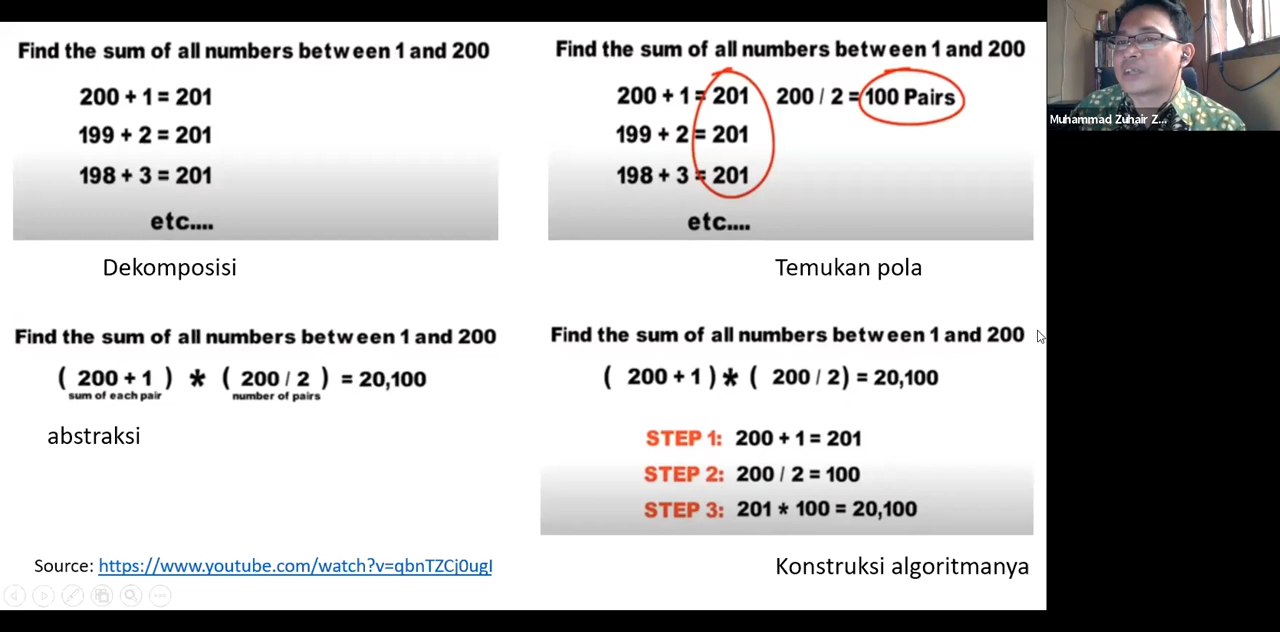 Find the sum of all numbers between 1 and 200
200 + 1 = 201
199 + 2 = 201
198 + 3 = 201
etc....
Dekomposisi
Find the sum of all numbers between 1 and 200
200 + 1 = 201 200 / 2 = 100 Pairs
199 + 2 = 201
198 + 3 = 201
etc....
Temukan pola
Find the sum of all numbers between 1 and 200
( 200 + 1 ) * ( 200 / 2 ) = 20,100
sum of each pair number of pairs
abstraksi
Source: https://www.youtube.com/watch?v=qbnTZCj0ugI
Find the sum of all numbers between 1 and 200
( 200 + 1 ) * ( 200 / 2) = 20,100
STEP 1: 200 + 1 = 201
STEP 2: 200 / 2 = 100
STEP 3: 201 * 100 = 20,100
Konstruksi algoritmanya
Muhammad Zuhair Z...